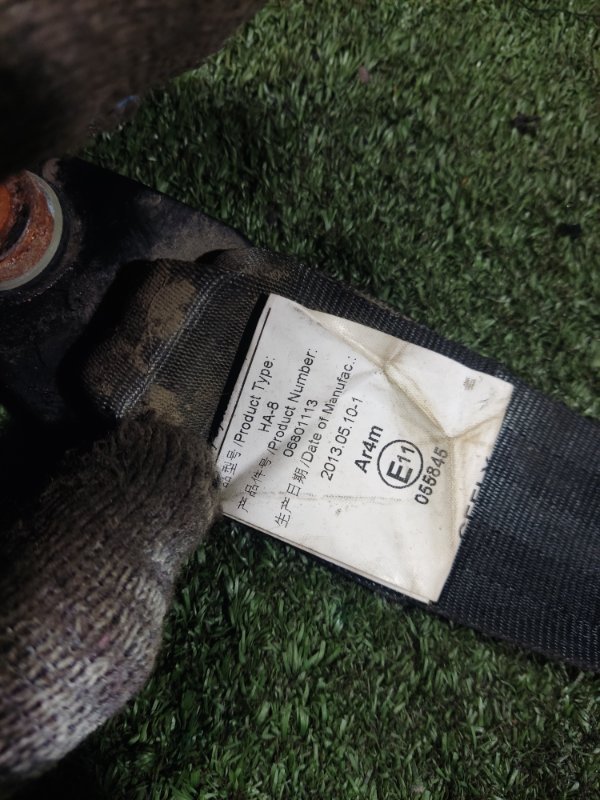 品型号/Product Type:
HA-8
产品件号/Product Number:
06801113
生产日期/Date of Manufac.:
2013.05.10-1
Ar4m
E11
055845